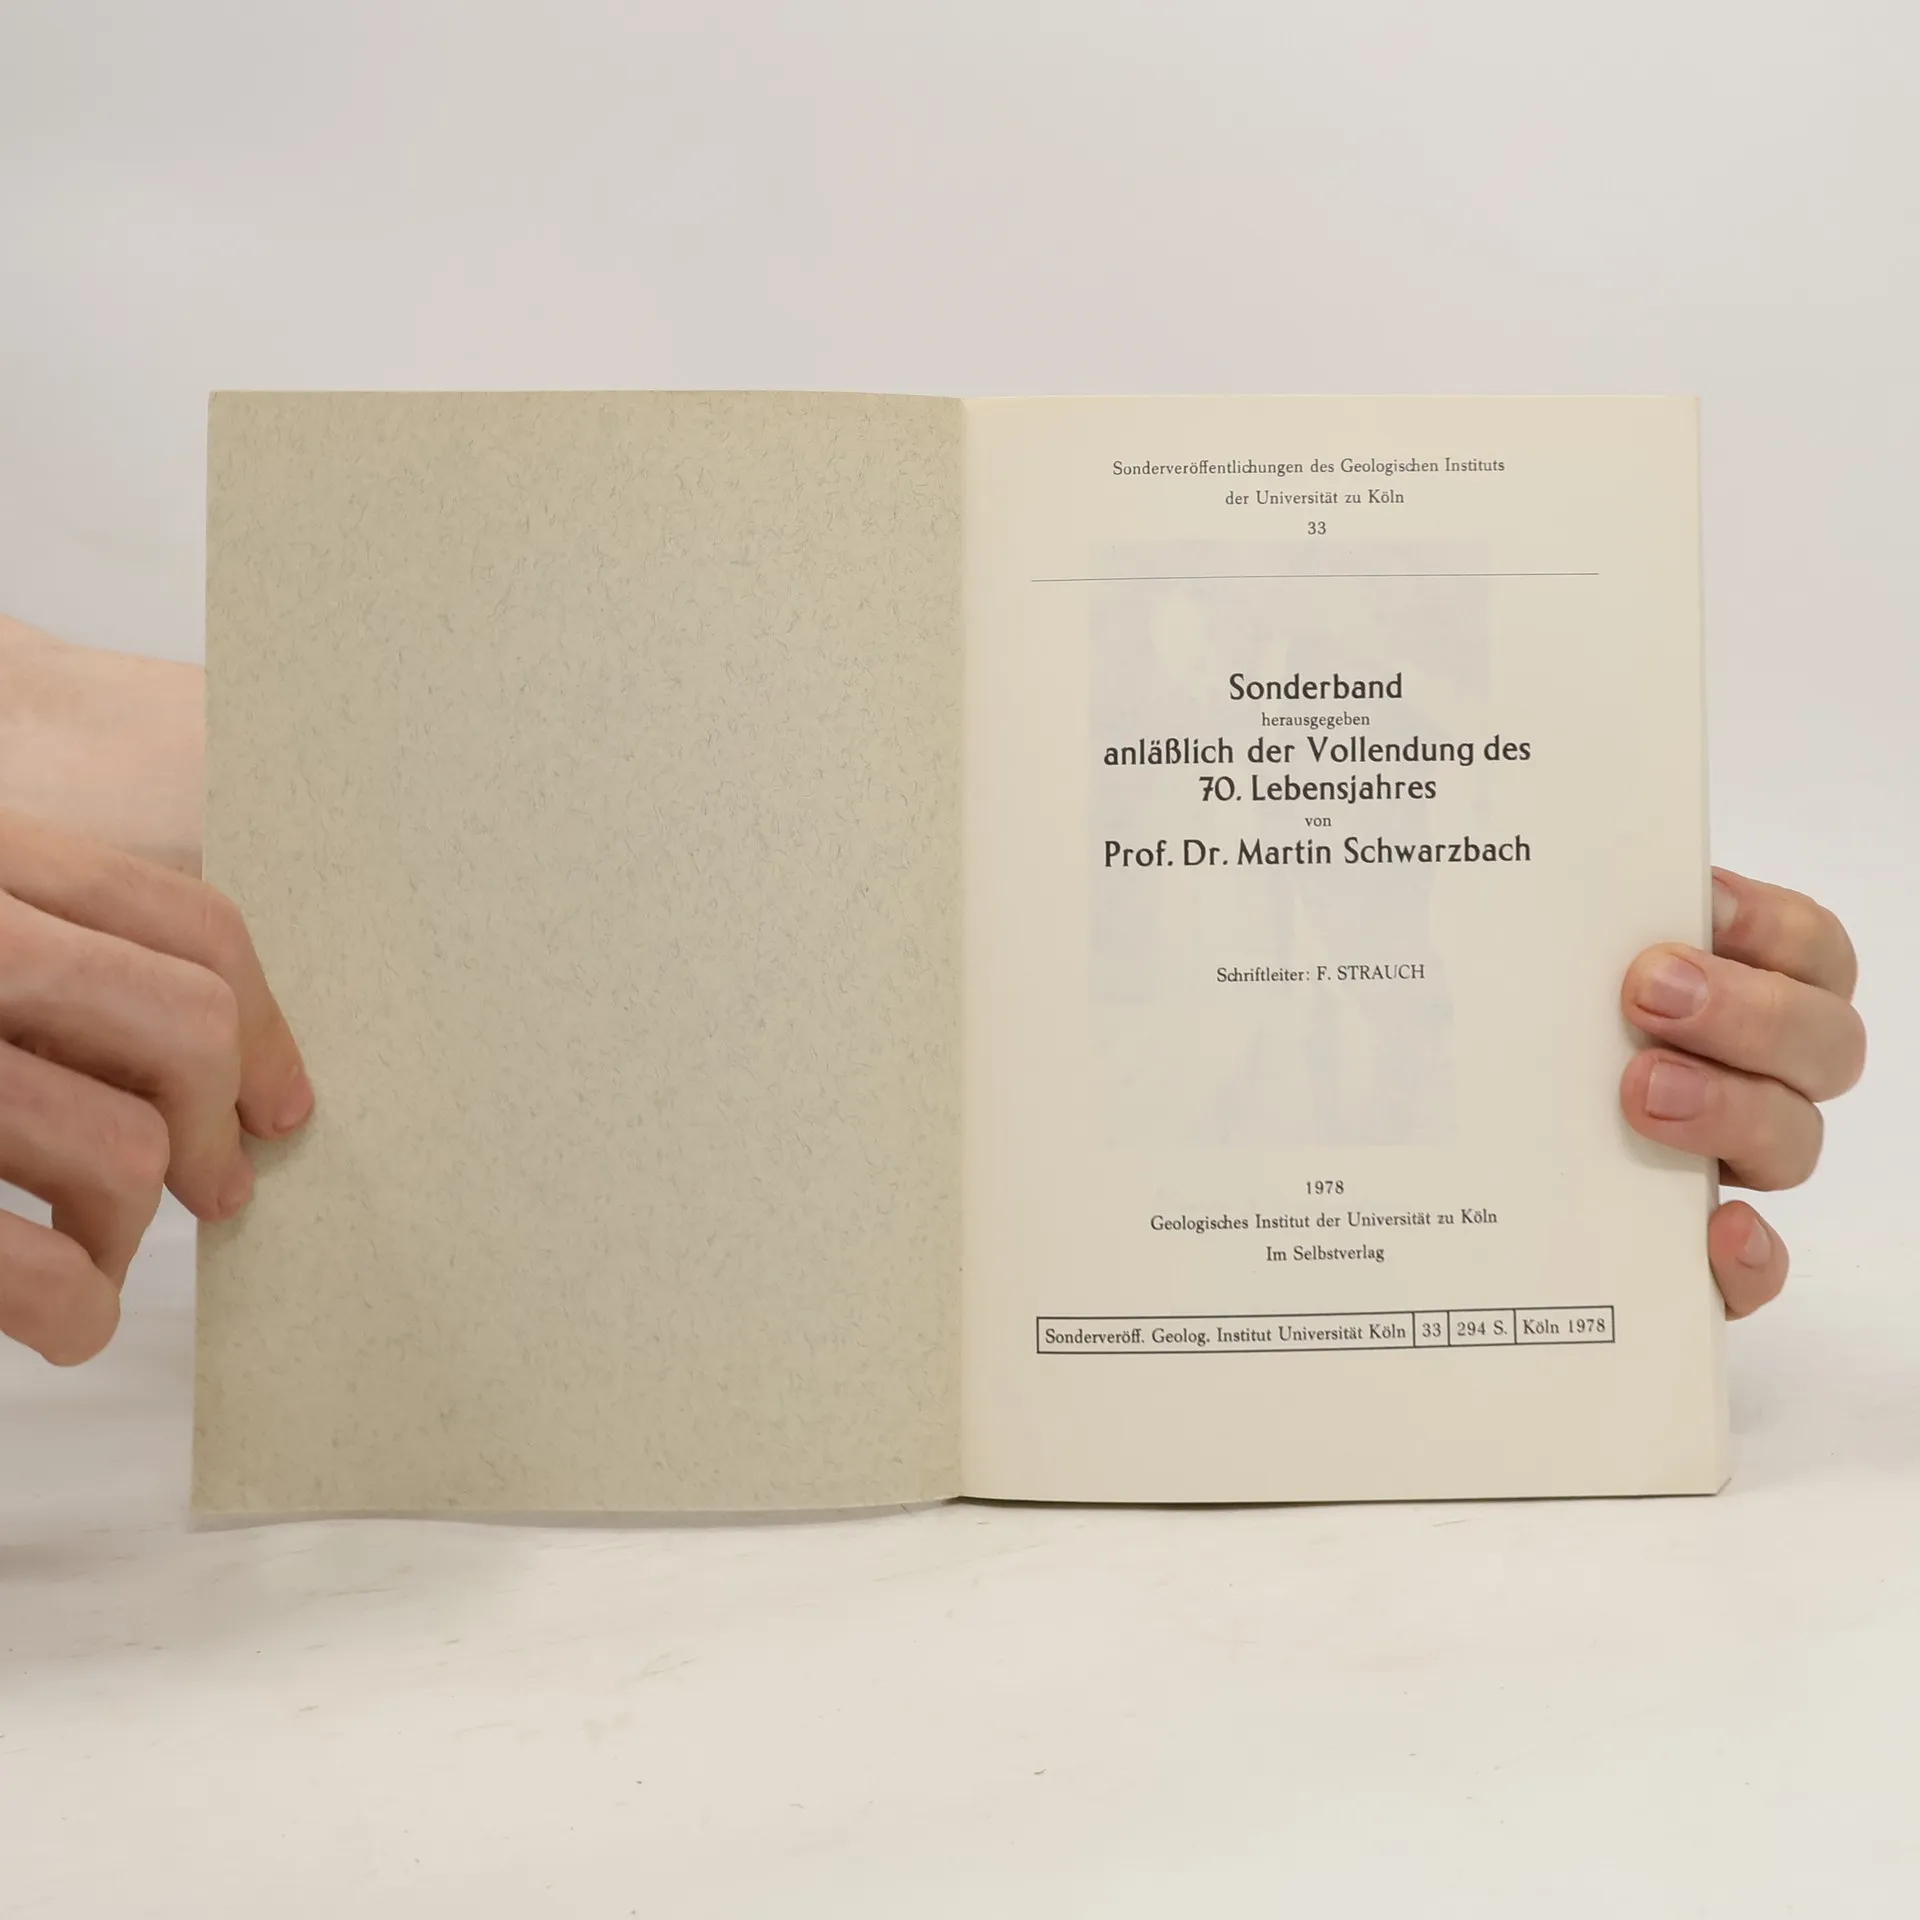 Sonderveröffentlichungen des Geologischen Instituts
der Universität zu Köln
33
Sonderband
herausgegeben
anläßlich der Vollendung des
70. Lebensjahres
von
Prof. Dr. Martin Schwarzbach
Schriftleiter: F. STRAUCH
1978
Geologisches Institut der Universität zu Köln
Im Selbstverlag
Sonderveröff. Geolog. Institut Universität Köln 33 294 S. Köln 1978